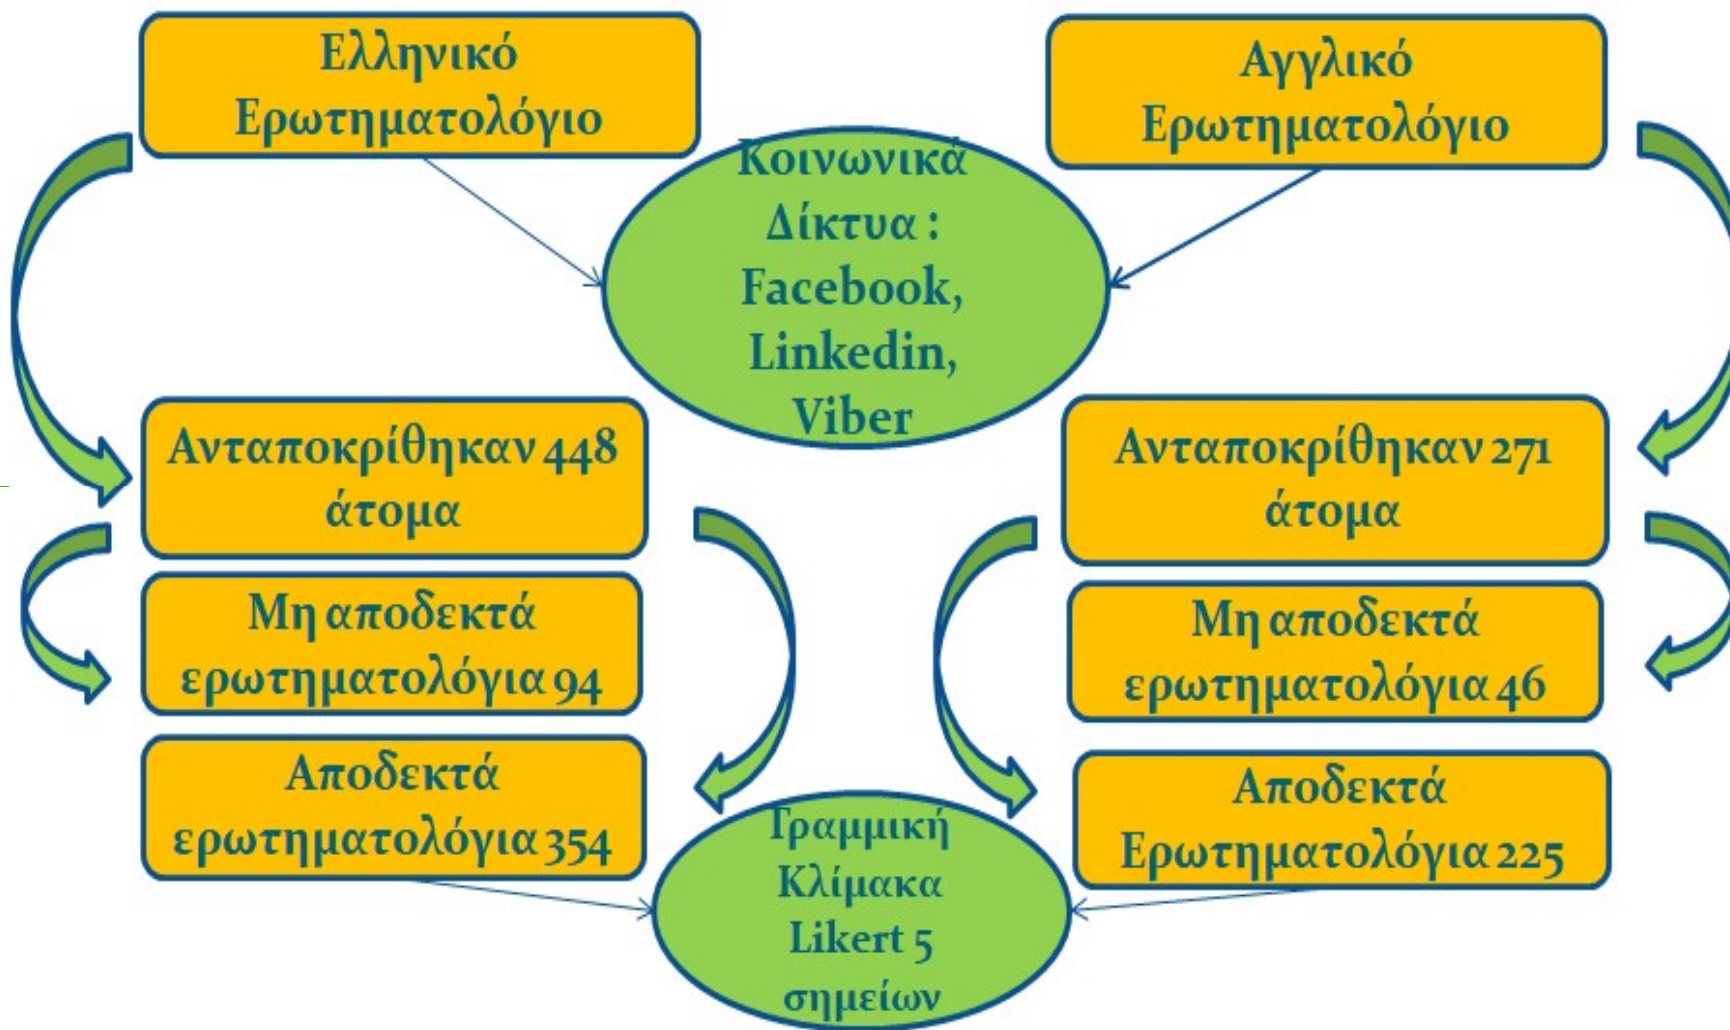 Ελληνικό
Ερωτηματολόγιο
Αγγλικό
Ερωτηματολόγιο
Κοινωνικά
Δίκτυα :
Facebook,
Linkedin,
Viber
Ανταποκρίθηκαν 448
άτομα
Ανταποκρίθηκαν 271
άτομα
Μη αποδεκτά
ερωτηματολόγια 94
Μη αποδεκτά
ερωτηματολόγια 46
Αποδεκτά
ερωτηματολόγια 354
Αποδεκτά
Ερωτηματολόγια 225
Γραμμική
Κλίμακα
Likert 5
σημείων